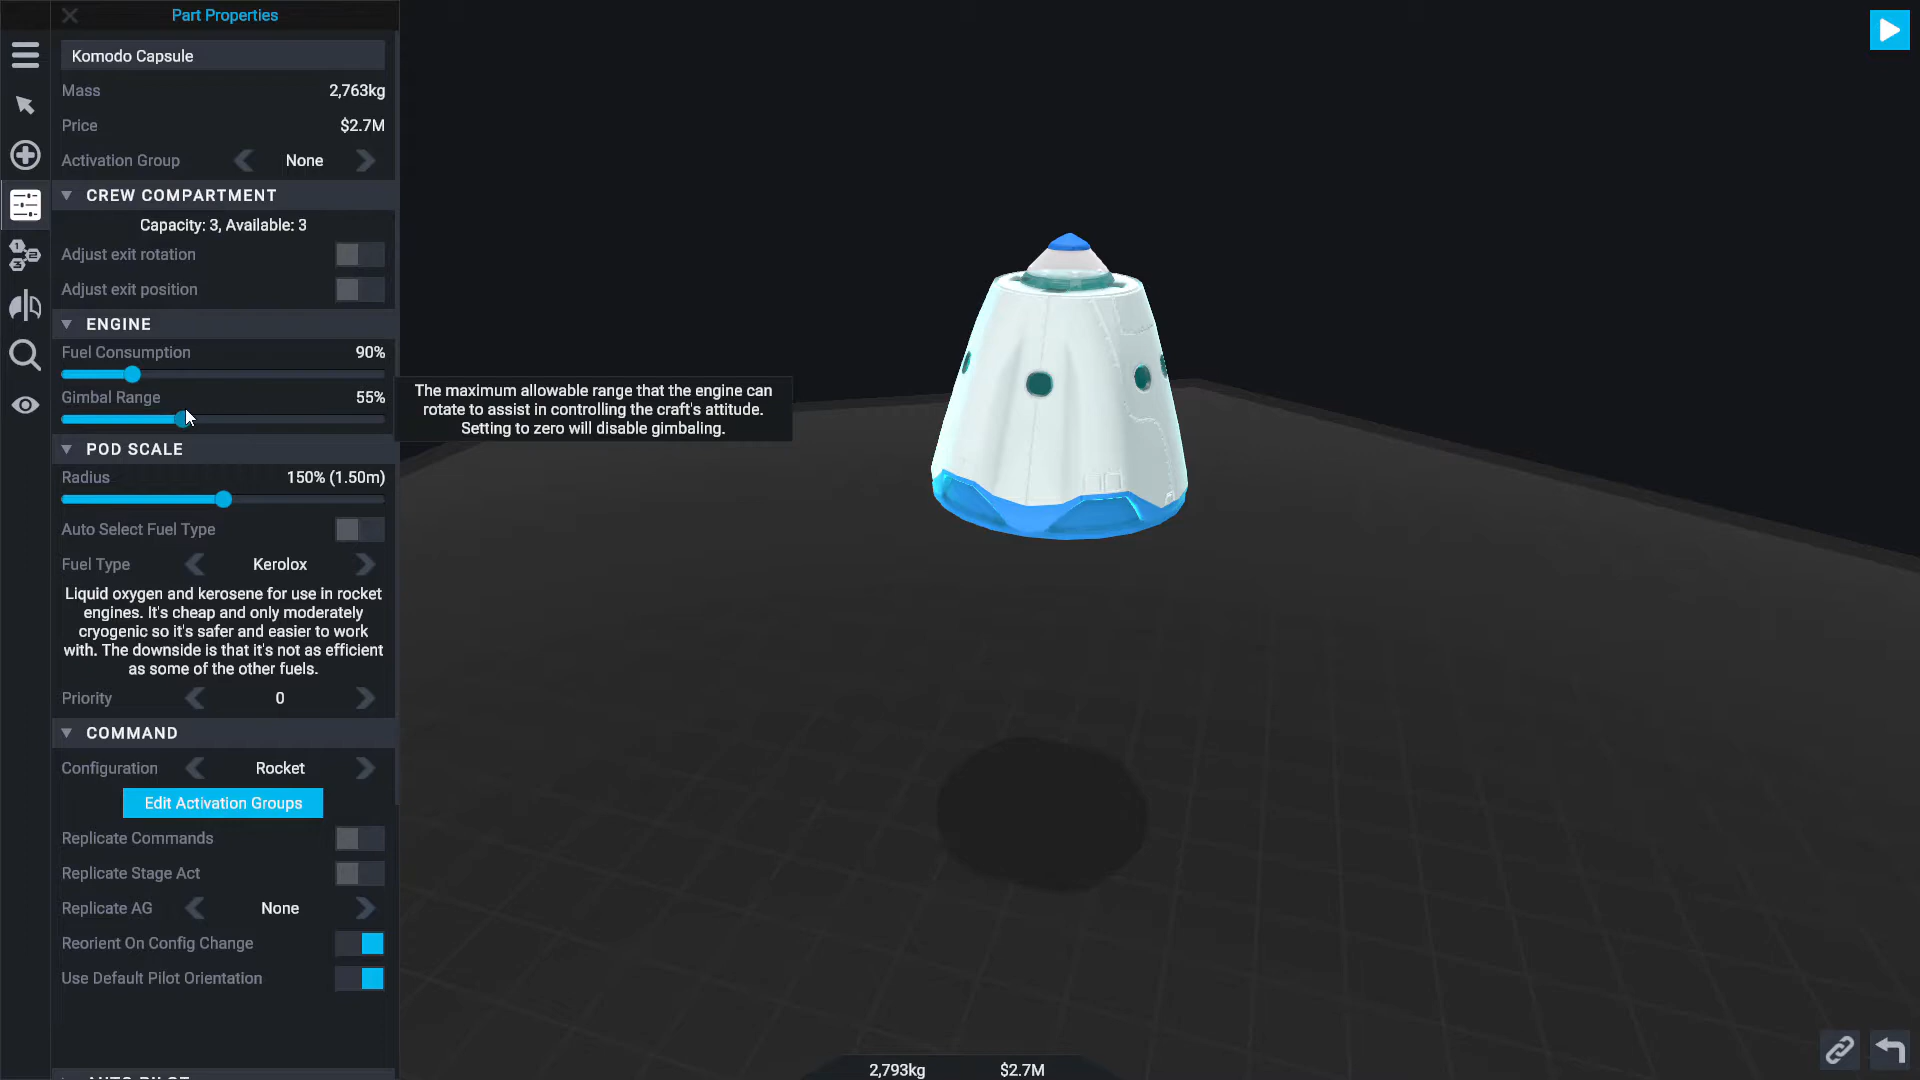 Part Properties
Komodo Capsule
Mass 2,763kg
Price $2.7M
Activation Group None
CREW COMPARTMENT
Capacity: 3, Available: 3
Adjust exit rotation
Adjust exit position
ENGINE
Fuel Consumption 90%
Gimbal Range 55%
The maximum allowable range that the engine can
rotate to assist in controlling the craft's attitude.
Setting to zero will disable gimbaling.
POD SCALE
Radius 150% (1.50m)
Auto Select Fuel Type
Fuel Type Kerolox
Liquid oxygen and kerosene for use in rocket
engines. It's cheap and only moderately
cryogenic so it's safer and easier to work
with. The downside is that it's not as efficient
as some of the other fuels.
Priority 0
COMMAND
Configuration Rocket
Edit Activation Groups
Replicate Commands
Replicate Stage Act
Replicate AG None
Reorient On Config Change
Use Default Pilot Orientation
AUTO PILOT
2,793kg $2.7M